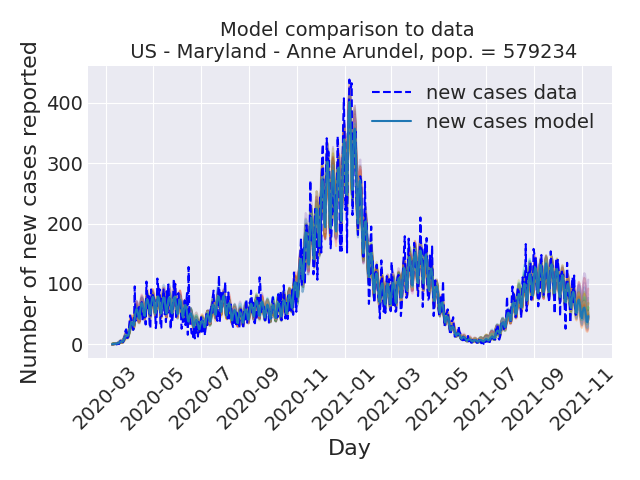 Model comparison to data
US - Maryland - Anne Arundel, pop. = 579234
Number of new cases reported
400
300
200
100
0
new cases data
new cases model
2020-03
2020-05
2020-07
2020-09
2020-11
2021-01
2021-03
2021-05
2021-07
2021-09
2021-11
Day